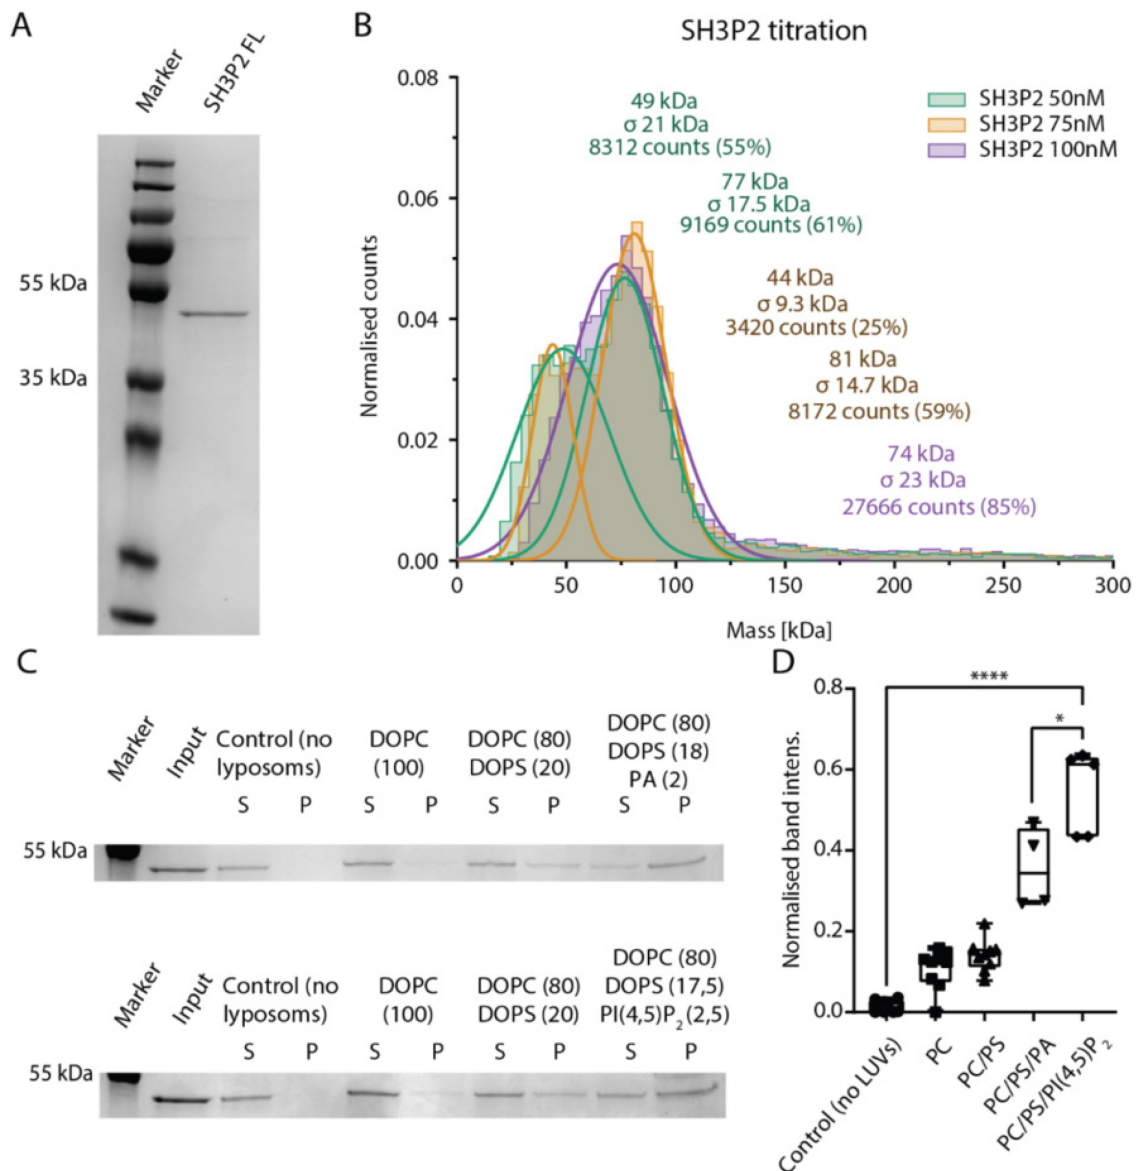 A
Marker
SH3P2 FL
55 kDa
35 kDa
B
SH3P2 titration
0.08
0.06
0.04
0.02
0.00
Normalised counts
49 kDa
σ 21 kDa
8312 counts (55%)
77 kDa
σ 17.5 kDa
9169 counts (61%)
44 kDa
σ 9.3 kDa
3420 counts (25%)
81 kDa
σ 14.7 kDa
8172 counts (59%)
74 kDa
σ 23 kDa
27666 counts (85%)
SH3P2 50nM
SH3P2 75nM
SH3P2 100nM
0 50 100 150 200 250 300
Mass [kDa]
C
Marker
Input
Control (no
lyposoms)
DOPC
(100)
DOPC (80)
DOPS (20)
DOPC (80)
DOPS (18)
PA (2)
S P S P S P S P
55 kDa
Marker
Input
Control (no
lyposoms)
DOPC
(100)
DOPC (80)
DOPS (20)
DOPC (80)
DOPS (17,5)
PI(4,5)P₂ (2,5)
S P S P S P S P
55 kDa
D
****
*
0.8
0.6
0.4
0.2
0.0
Normalised band intens.
Control (no LUVs)
PC
PC/PS
PC/PS/PA
PC/PS/PI(4,5)P₂